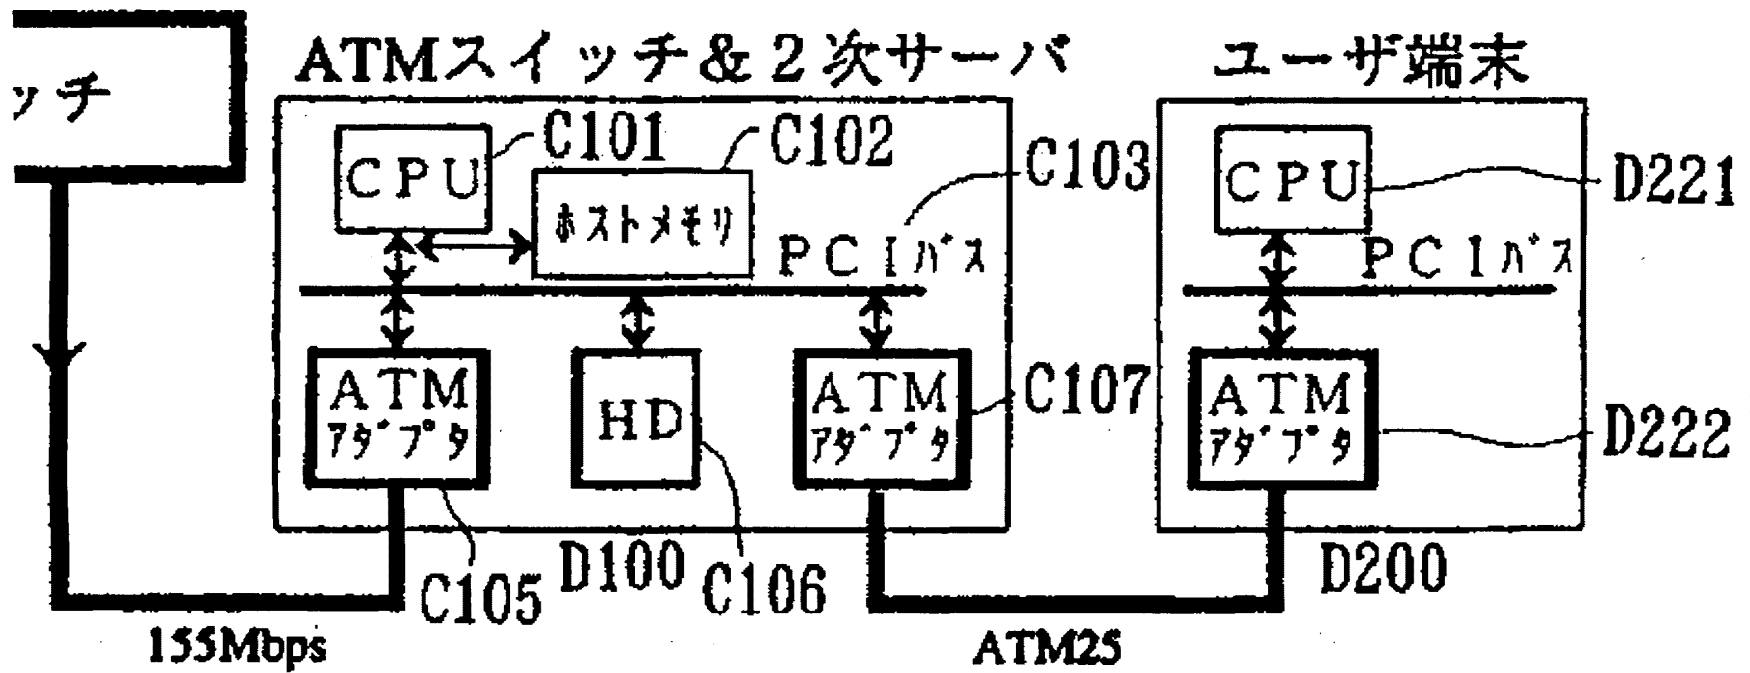 ッチ
ATMスイッチ&2次サーバ
ユーザ端末
CPU
C101
C102
ホストメモリ
C103
PCIバス
ATM
アダプタ
HD
ATM
アダプタ
C107
C105
D100
C106
CPU
D221
PCIバス
ATM
アダプタ
D222
D200
155Mbps
ATM25